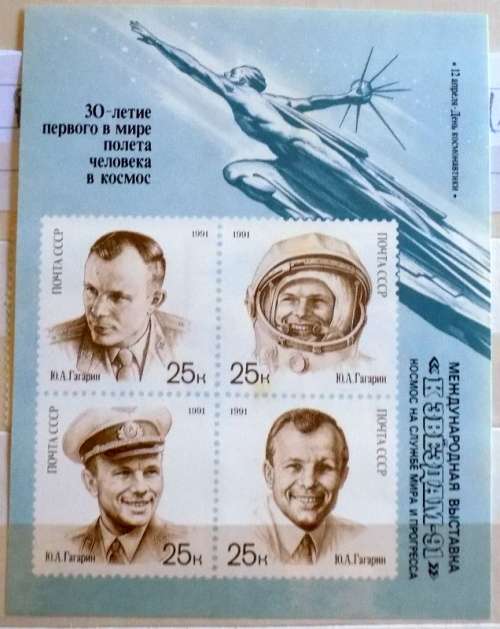 30-летие
первого в мире
полета
человека
в космос
• 12 апреля-День космонавтики •
ПОЧТА СССР
1991
Ю.А.Гагарин
25к
1991
ПОЧТА СССР
25к
Ю.А.Гагарин
ПОЧТА СССР
1991
Ю.А.Гагарин
25к
1991
ПОЧТА СССР
25к
Ю.А.Гагарин
МЕЖДУНАРОДНАЯ ВЫСТАВКА
«К ЗВЁЗДАМ-91»
КОСМОС НА СЛУЖБЕ МИРА И ПРОГРЕССА